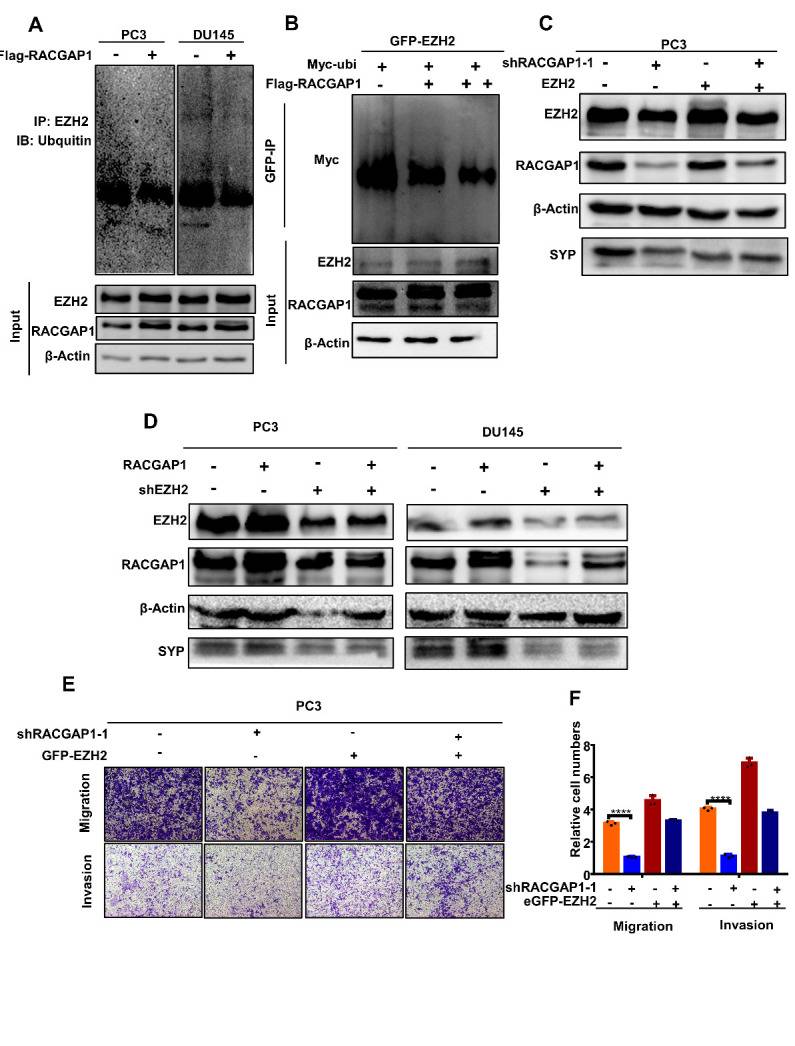 A
PC3 DU145
Flag-RACGAP1 - + - +
IP: EZH2
IB: Ubquitin
EZH2
RACGAP1
β-Actin
Input
B
GFP-EZH2
Myc-ubi + + +
Flag-RACGAP1 - + + +
Myc
GFP-IP
EZH2
RACGAP1
β-Actin
Input
C
PC3
shRACGAP1-1 - + - +
EZH2 - - + +
EZH2
RACGAP1
β-Actin
SYP
D
PC3 DU145
RACGAP1 - + - + - + - +
shEZH2 - - + + - - + +
EZH2
RACGAP1
β-Actin
SYP
E
PC3
shRACGAP1-1 - + - +
GFP-EZH2 - - + +
Migration
Invasion
F
Relative cell numbers
8
6
4
2
0
**** ****
shRACGAP1-1 - + - + - + - +
eGFP-EZH2 - - + + - - + +
Migration Invasion